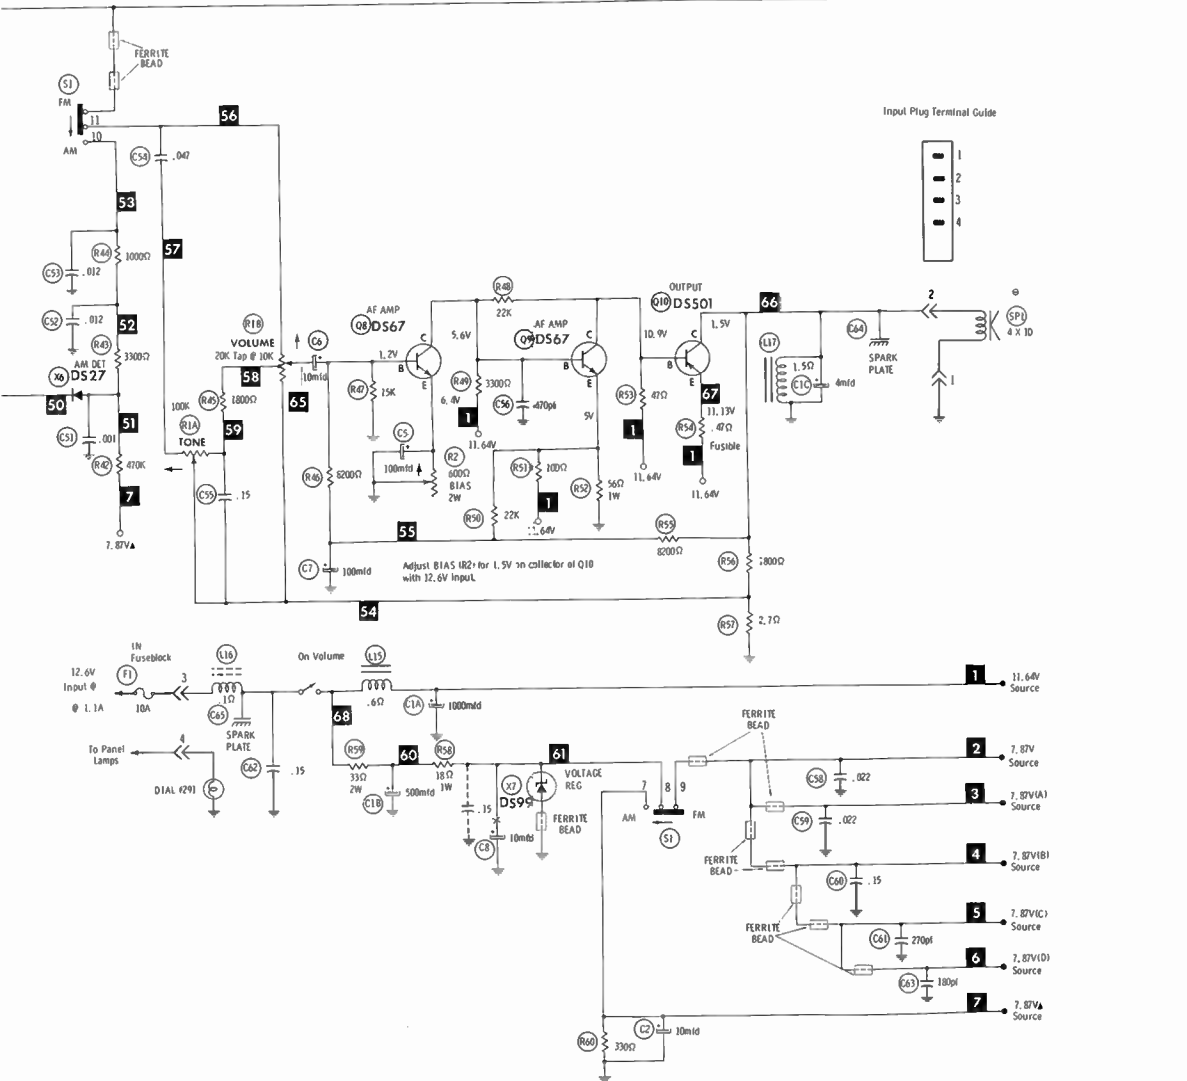 FERRITE
BEAD
S1
FM
11
10
AM
56
C54
.047
Input Plug Terminal Guide
1
2
3
4
53
57
R44
1000Ω
C53
.012
C52
.012
52
R43
3300Ω
AM DET
X6 DS27
50
51
C51
.001
R42
470K
7
7.87V▲
R1B
VOLUME
20K Tap @ 10K
58
R45
1800Ω
59
100K
R1A
TONE
C55
.15
C6
10mfd
65
AF AMP
Q8 DS67
1.2V
C
B
E
R47
15K
C5
100mfd
R46
8200Ω
R2
600Ω
BIAS
2W
5.6V
R48
22K
6.4V
R49
3300Ω
1
11.64V
C56
470pf
AF AMP
Q9 DS67
C
B
E
5V
R51
100Ω
1
11.64V
R50
22K
R52
56Ω
1W
OUTPUT
Q10 DS501
10.9V
1.5V
C
B
E
67
11.13V
R53
47Ω
1
11.64V
R54
.47Ω
Fusible
1
11.64V
66
L17
1.5Ω
C1C
4mfd
C64
SPARK
PLATE
2
⊖
SP1
4 X 10
1
55
R55
8200Ω
C7
100mfd
Adjust BIAS (R2) for 1.5V on collector of Q10
with 12.6V input.
R56
1800Ω
R57
2.7Ω
54
IN
Fuseblock
12.6V
Input @
@ 1.1A
F1
10A
3
L16
.1Ω
C65
SPARK
PLATE
On Volume
L15
.6Ω
C1A
1000mfd
1
11.64V
Source
68
To Panel
Lamps
4
DIAL #291
C62
.15
R59
33Ω
2W
60
R58
18Ω
1W
C1B
500mfd
.15
C8
10mfd
61
X7
DS99
VOLTAGE
REG
FERRITE
BEAD
7
8
9
AM
FM
S1
FERRITE
BEAD
2
7.87V
Source
C58
.022
3
7.87V(A)
Source
C59
.022
FERRITE
BEAD
4
7.87V(B)
Source
C60
.15
FERRITE
BEAD
5
7.87V(C)
Source
C61
270pf
6
7.87V(D)
Source
C63
180pf
7
7.87V▲
Source
R60
330Ω
C2
10mfd